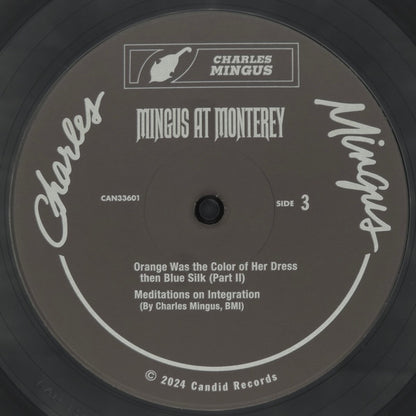 CHARLES
MINGUS
MINGUS AT MONTEREY
Charles
Mingus
CAN33601
SIDE 3
Orange Was the Color of Her Dress
then Blue Silk (Part II)
Meditations on Integration
(By Charles Mingus, BMI)
© 2024 Candid Records